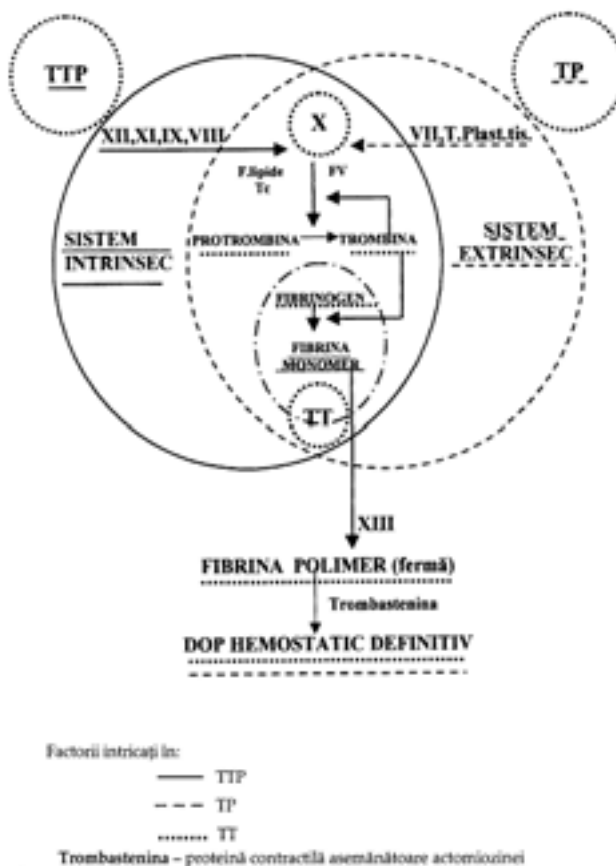 TTP
TP
X
XII,XI,IX,VIII
VII,T.Plast.tis.
F.lipide
Tc
FV
SISTEM
INTRINSEC
PROTROMBINA
TROMBINA
SISTEM
EXTRINSEC
FIBRINOGEN
FIBRINA
MONOMER
TT
XIII
FIBRINA POLIMER (fermă)
Trombastenina
DOP HEMOSTATIC DEFINITIV
Factorii intricați în:
TTP
TP
TT
Trombastenina – proteină contractilă asemănătoare actomiozinei